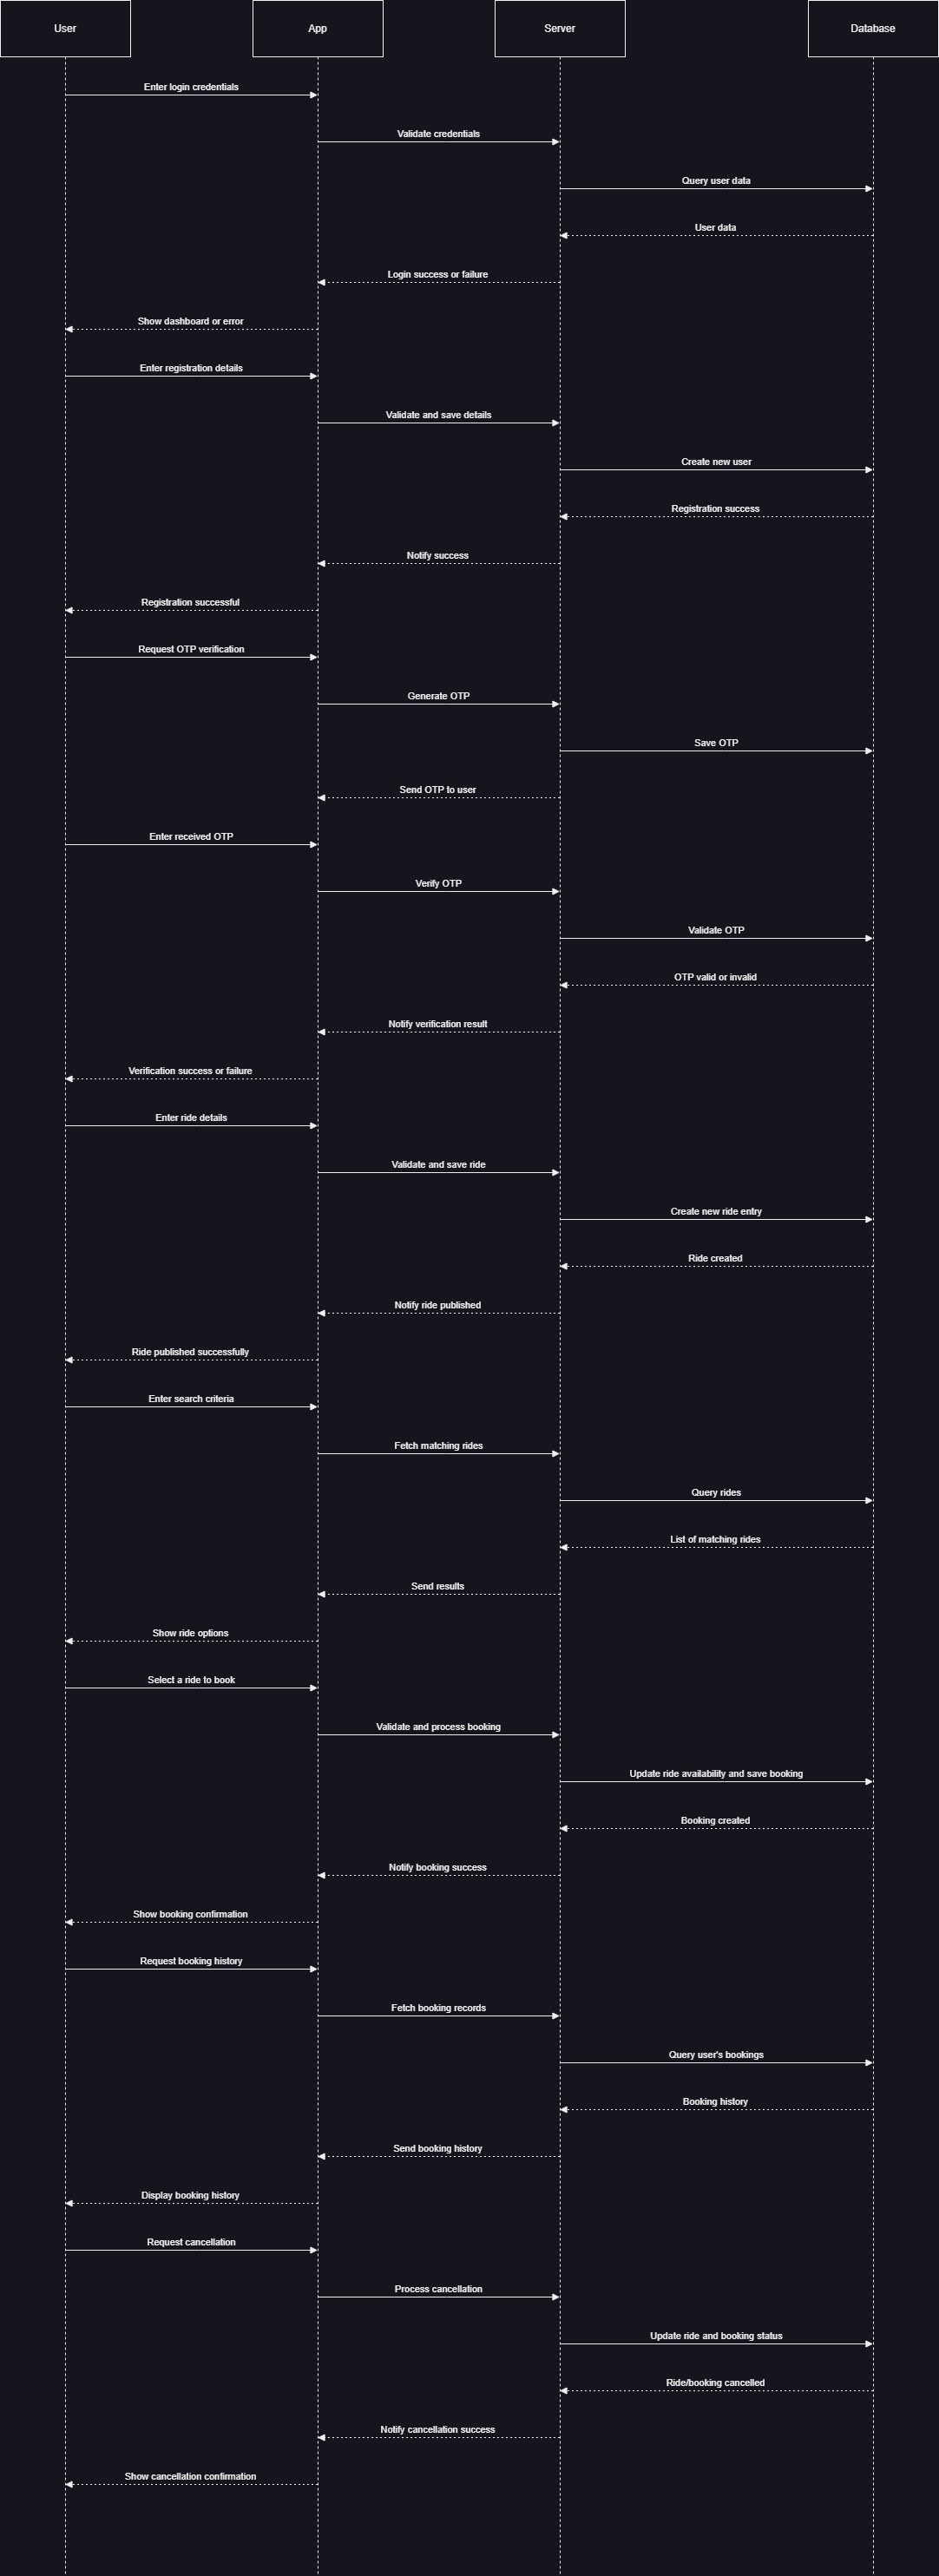 User
App
Server
Database
Enter login credentials
Validate credentials
Query user data
User data
Login success or failure
Show dashboard or error
Enter registration details
Validate and save details
Create new user
Registration success
Notify success
Registration successful
Request OTP verification
Generate OTP
Save OTP
Send OTP to user
Enter received OTP
Verify OTP
Validate OTP
OTP valid or invalid
Notify verification result
Verification success or failure
Enter ride details
Validate and save ride
Create new ride entry
Ride created
Notify ride published
Ride published successfully
Enter search criteria
Fetch matching rides
Query rides
List of matching rides
Send results
Show ride options
Select a ride to book
Validate and process booking
Update ride availability and save booking
Booking created
Notify booking success
Show booking confirmation
Request booking history
Fetch booking records
Query user's bookings
Booking history
Send booking history
Display booking history
Request cancellation
Process cancellation
Update ride and booking status
Ride/booking cancelled
Notify cancellation success
Show cancellation confirmation